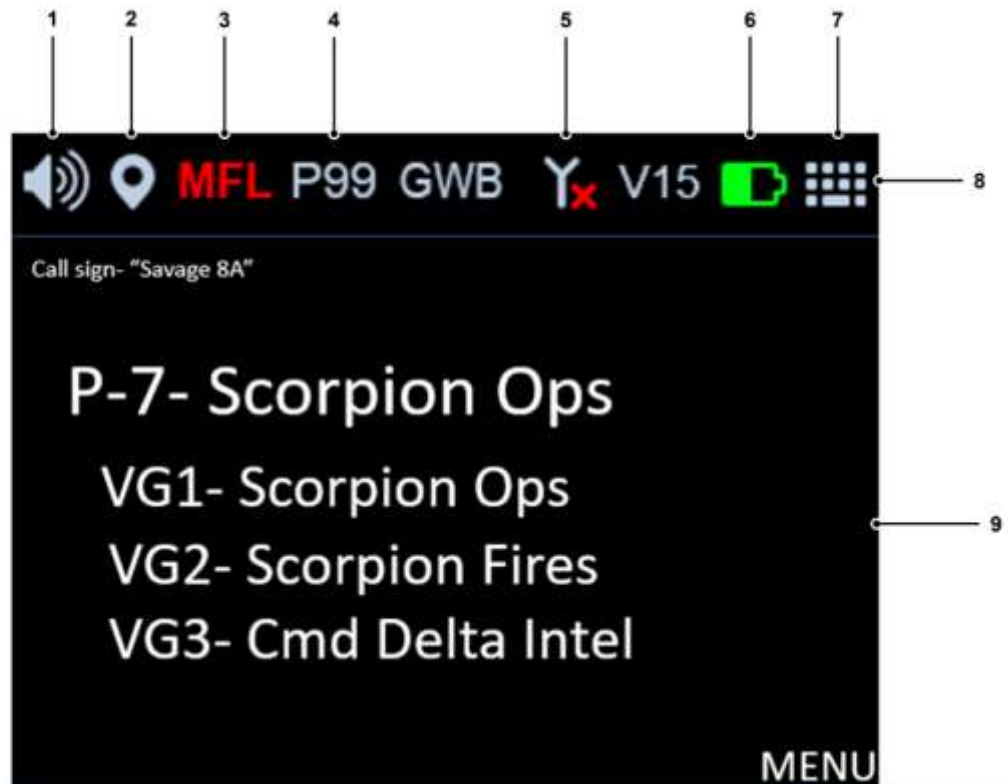 1 2 3 4 5 6 7
MFL P99 GWB V15
8
Call sign- “Savage 8A”
P-7- Scorpion Ops
VG1- Scorpion Ops
9
VG2- Scorpion Fires
VG3- Cmd Delta Intel
MENU